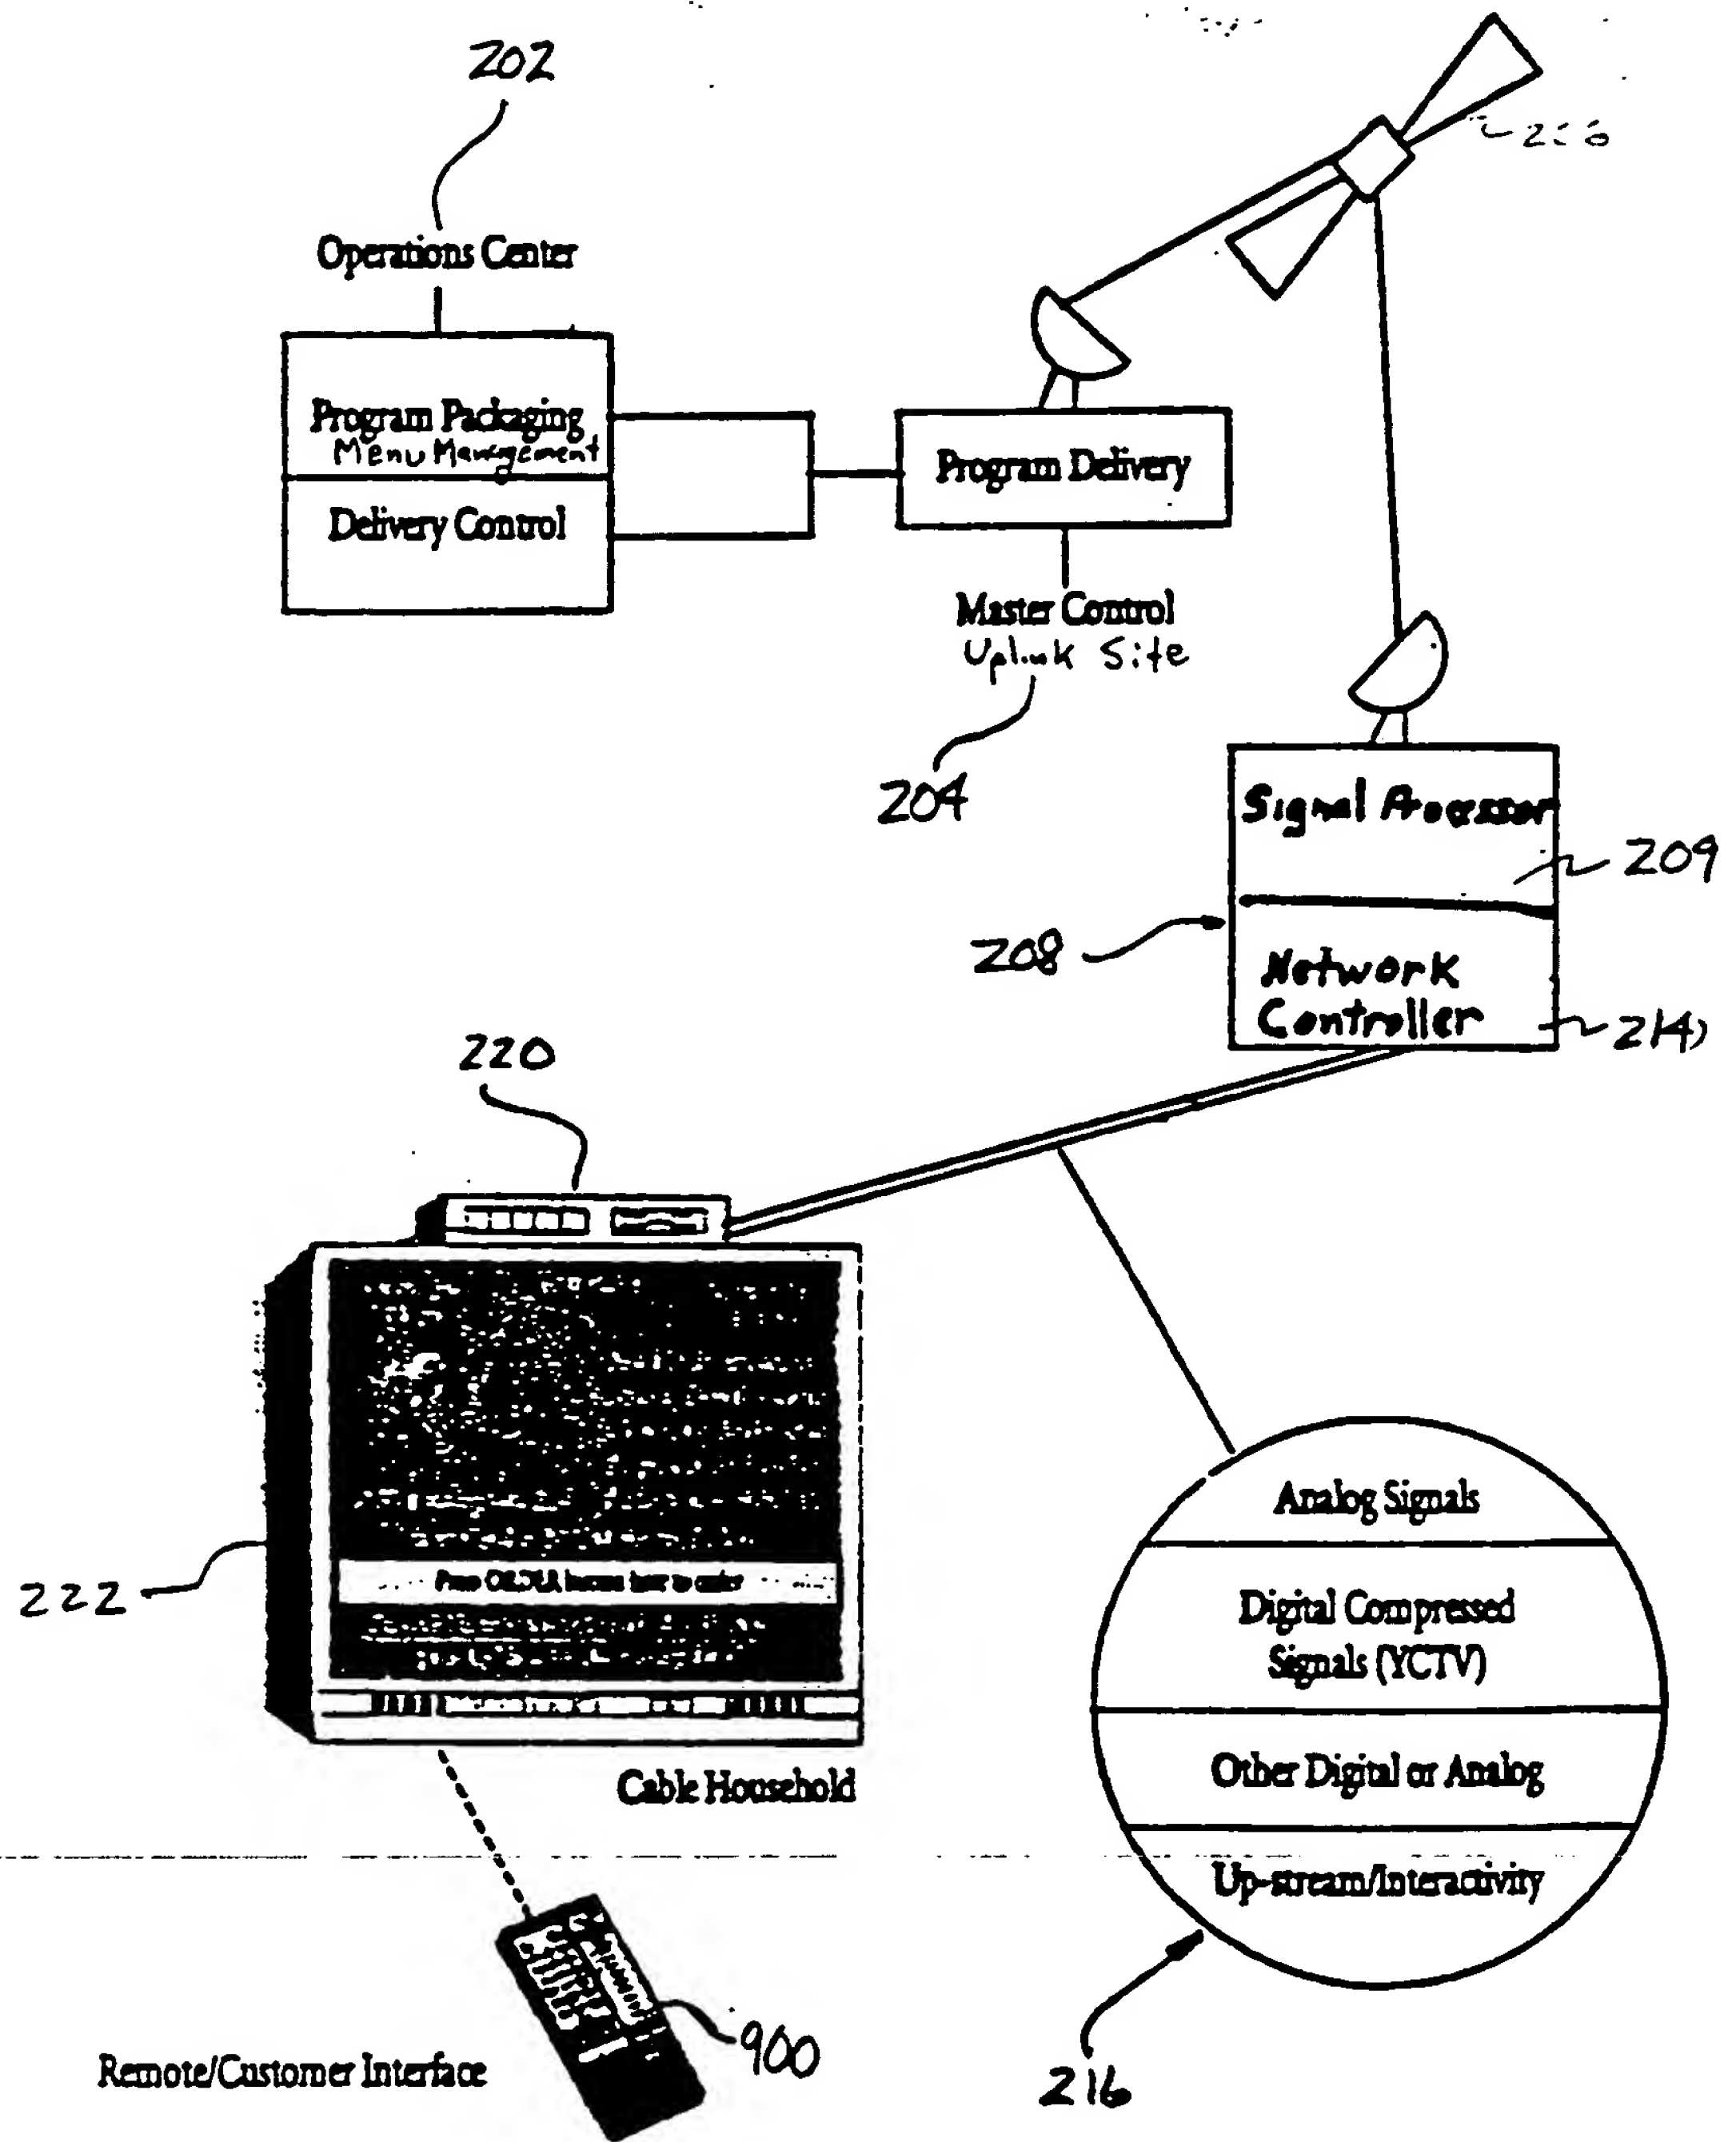 202
Operations Center
Program Packaging
Menu Management
Delivery Control
Program Delivery
Master Control
Uplink Site
204
Signal Processor
209
208
Network
Controller
214
220
222
Cable Household
Analog Signals
Digital Compressed
Signals (YCTV)
Other Digital or Analog
Up-stream/Interactivity
216
900
Remote/Customer Interface